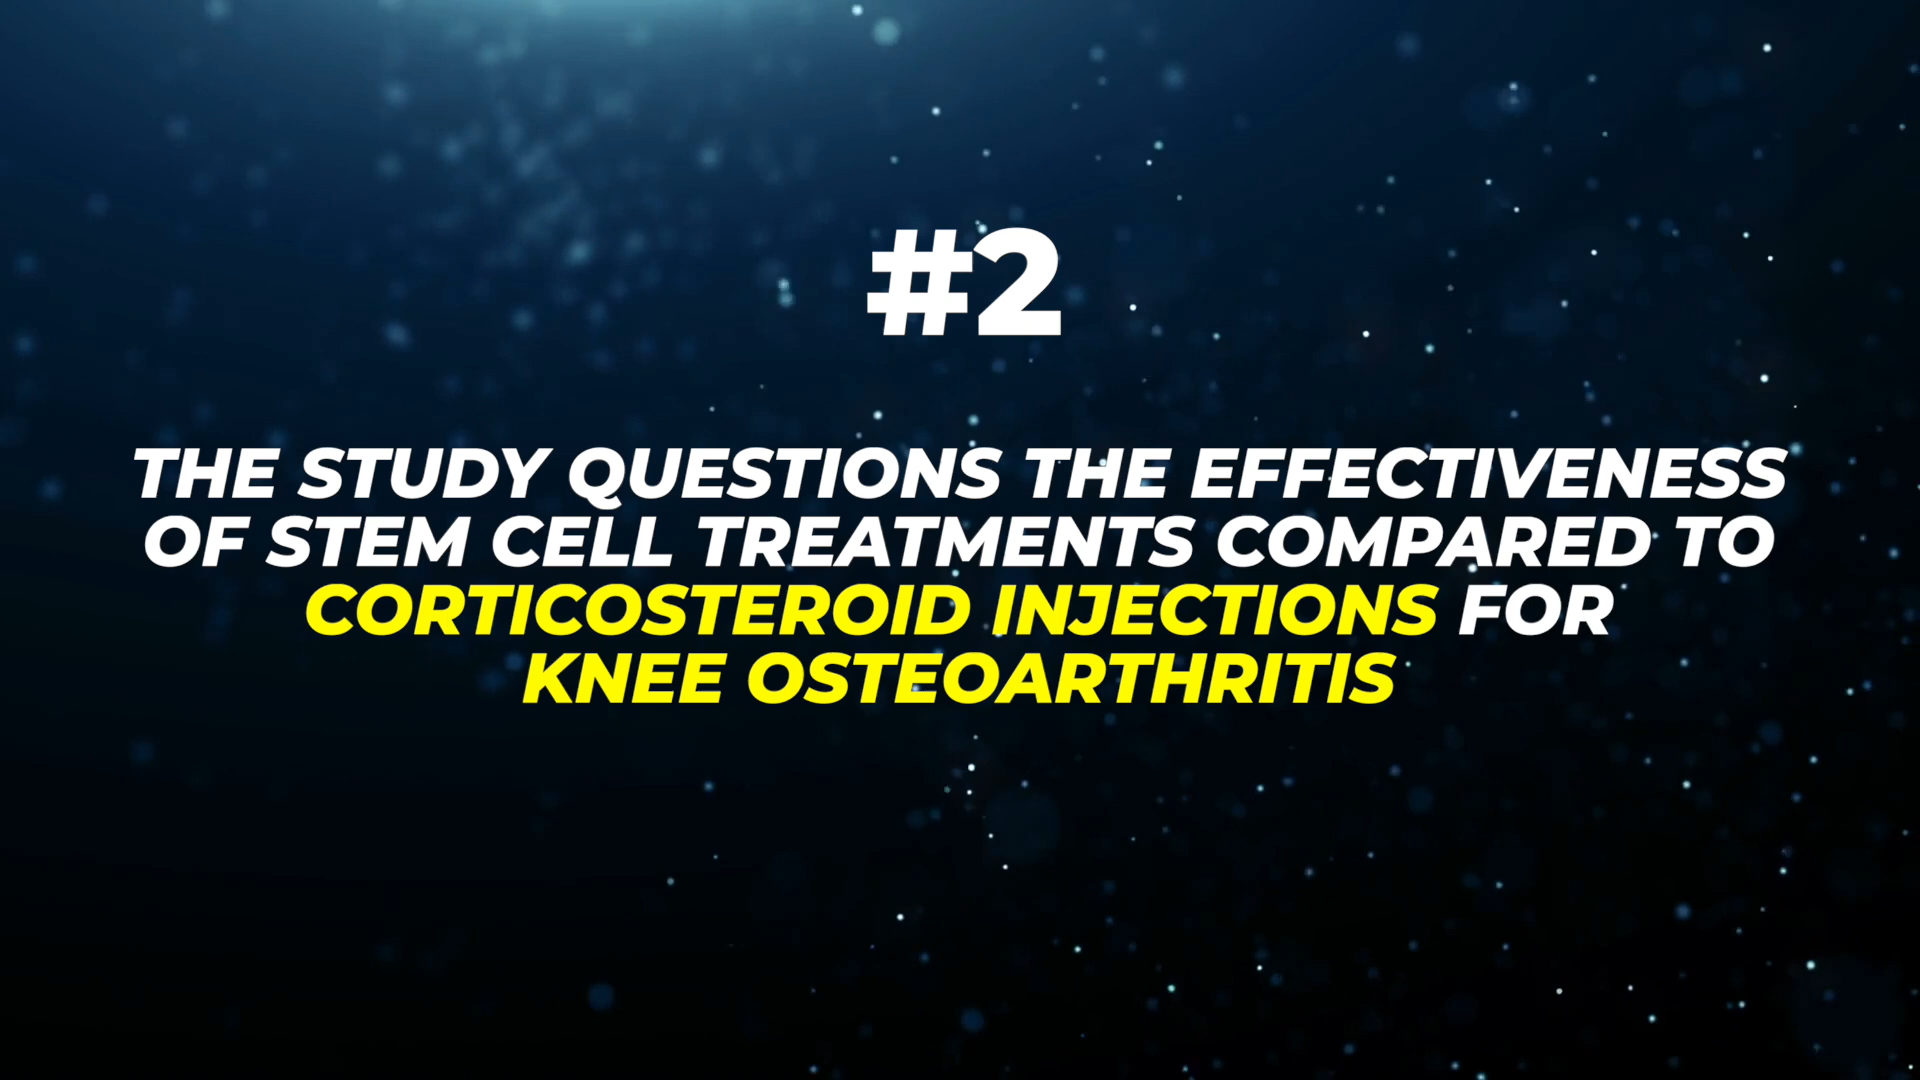 #2
THE STUDY QUESTIONS THE EFFECTIVENESS
OF STEM CELL TREATMENTS COMPARED TO
CORTICOSTEROID INJECTIONS FOR
KNEE OSTEOARTHRITIS